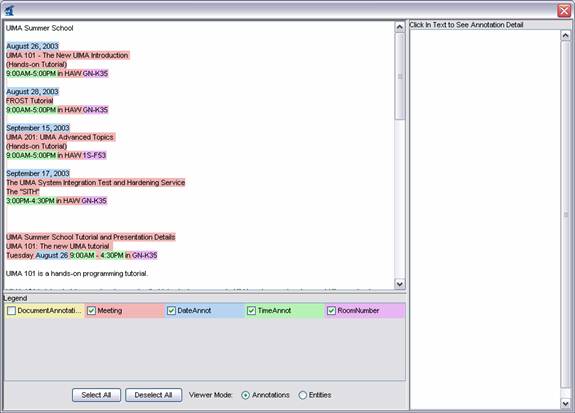 Click In Text to See Annotation Detail
UIMA Summer School
August 26, 2003
UIMA 101 - The New UIMA Introduction
(Hands-on Tutorial)
9:00AM-5:00PM in HAW GN-K35
August 28, 2003
FROST Tutorial
9:00AM-5:00PM in HAW GN-K35
September 15, 2003
UIMA 201: UIMA Advanced Topics
(Hands-on Tutorial)
9:00AM-5:00PM in HAW 1S-F53
September 17, 2003
The UIMA System Integration Test and Hardening Service
The "SITH"
3:00PM-4:30PM in HAW GN-K35
UIMA Summer School Tutorial and Presentation Details
UIMA 101: The new UIMA tutorial
Tuesday August 26 9:00AM - 4:30PM in GN-K35
UIMA 101 is a hands-on programming tutorial.
Legend
DocumentAnnotati... Meeting DateAnnot TimeAnnot RoomNumber
Select All Deselect All Viewer Mode: Annotations Entities